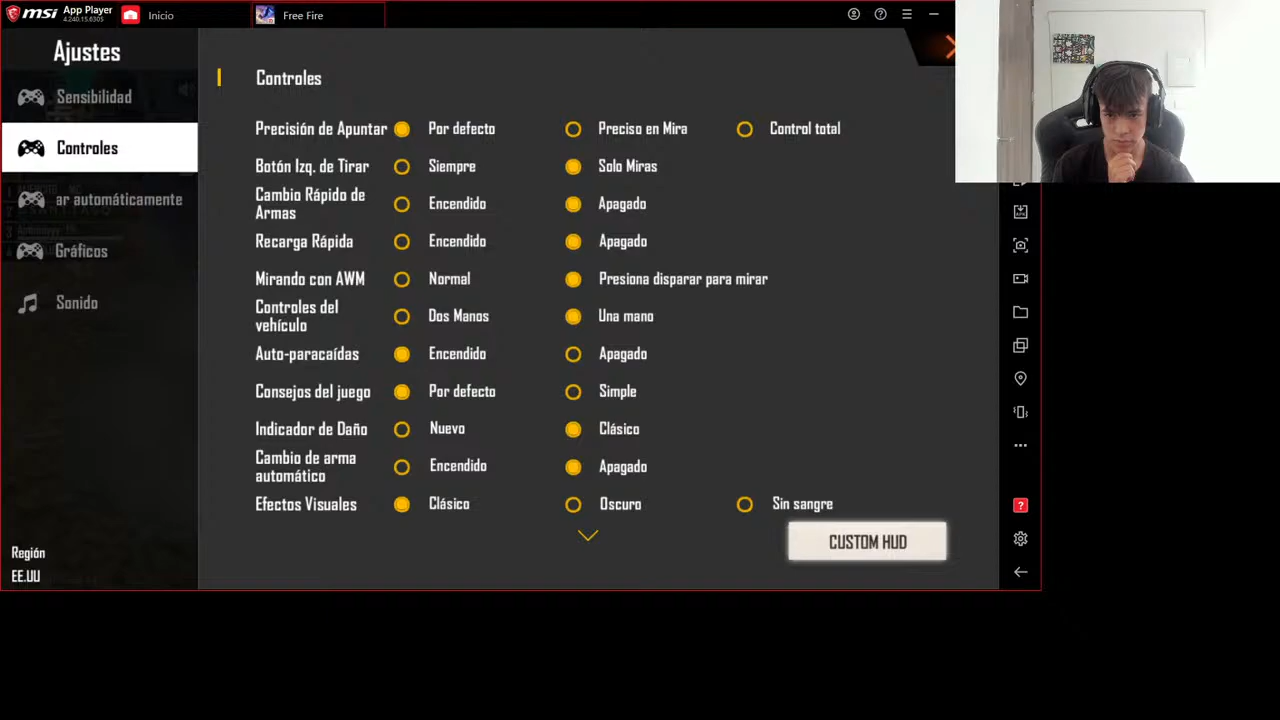 msi App Player
4.240.15.6305
Inicio
Free Fire
Ajustes
Sensibilidad
Controles
ar automáticamente
Gráficos
Sonido
Región
EE.UU
Controles
Precisión de Apuntar Por defecto Preciso en Mira Control total
Botón Izq. de Tirar Siempre Solo Miras
Cambio Rápido de
Armas Encendido Apagado
Recarga Rápida Encendido Apagado
Mirando con AWM Normal Presiona disparar para mirar
Controles del
vehículo Dos Manos Una mano
Auto-paracaídas Encendido Apagado
Consejos del juego Por defecto Simple
Indicador de Daño Nuevo Clásico
Cambio de arma
automático Encendido Apagado
Efectos Visuales Clásico Oscuro Sin sangre
CUSTOM HUD